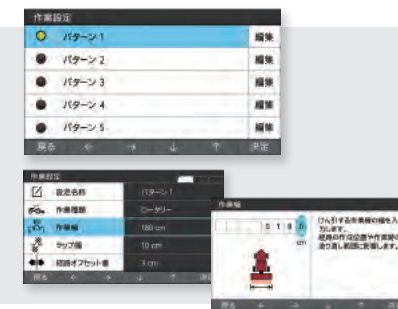 作業設定
パターン 1 編集
パターン 2 編集
パターン 3 編集
パターン 4 編集
パターン 5 編集
戻る ← → ↓ ↑ 決定
作業設定
設定名称 パターン 1
作業種類 ロータリー
作業幅 180 cm
ラップ幅 10 cm
経路オフセット量 3 cm
戻る ← → ↓ ↑
作業幅
cm
けん引する作業機の幅を入
力します。
戻る ← → ↓ ↑